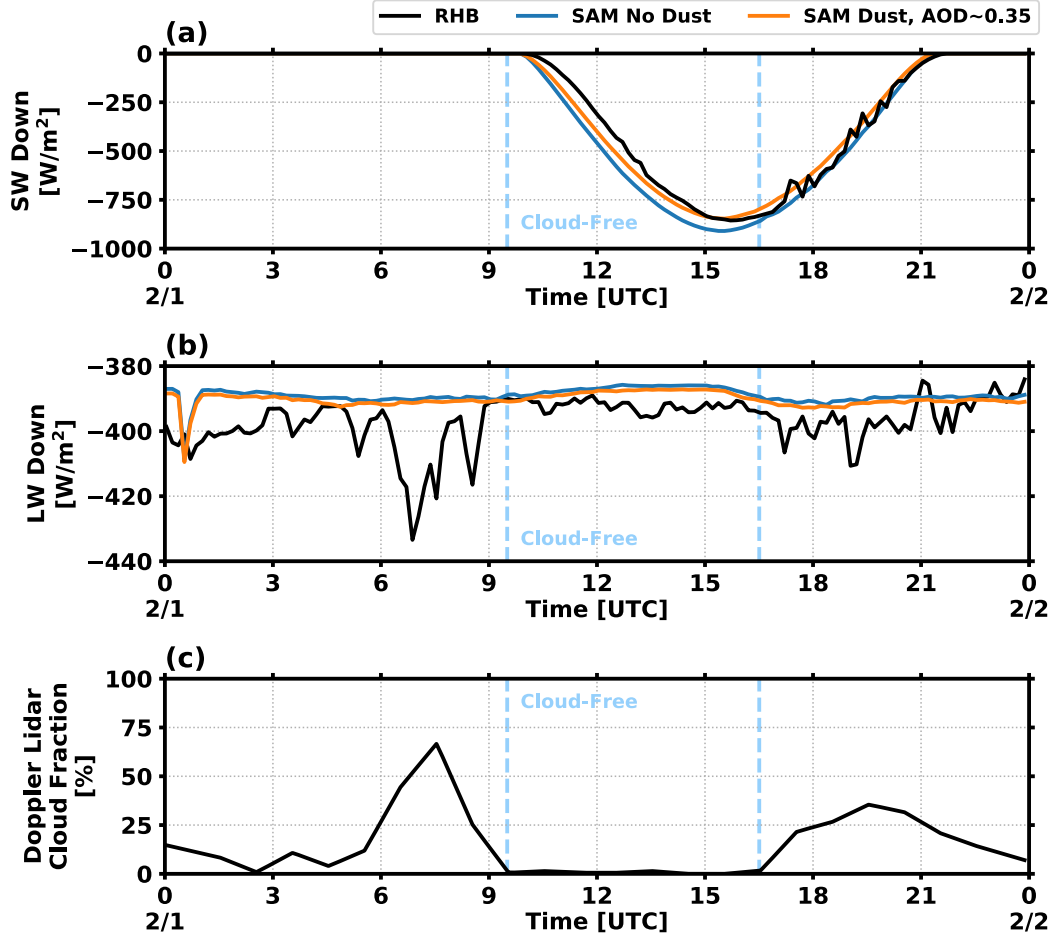 RHB SAM No Dust SAM Dust, AOD~0.35
(a)
SW Down
[W/m²]
0
−250
−500
−750
−1000
Cloud-Free
0 3 6 9 12 15 18 21 0
2/1 Time [UTC] 2/2
(b)
LW Down
[W/m²]
−380
−400
−420
−440
Cloud-Free
0 3 6 9 12 15 18 21 0
2/1 Time [UTC] 2/2
(c)
Doppler Lidar
Cloud Fraction
[%]
100
75
50
25
0
Cloud-Free
0 3 6 9 12 15 18 21 0
2/1 Time [UTC] 2/2